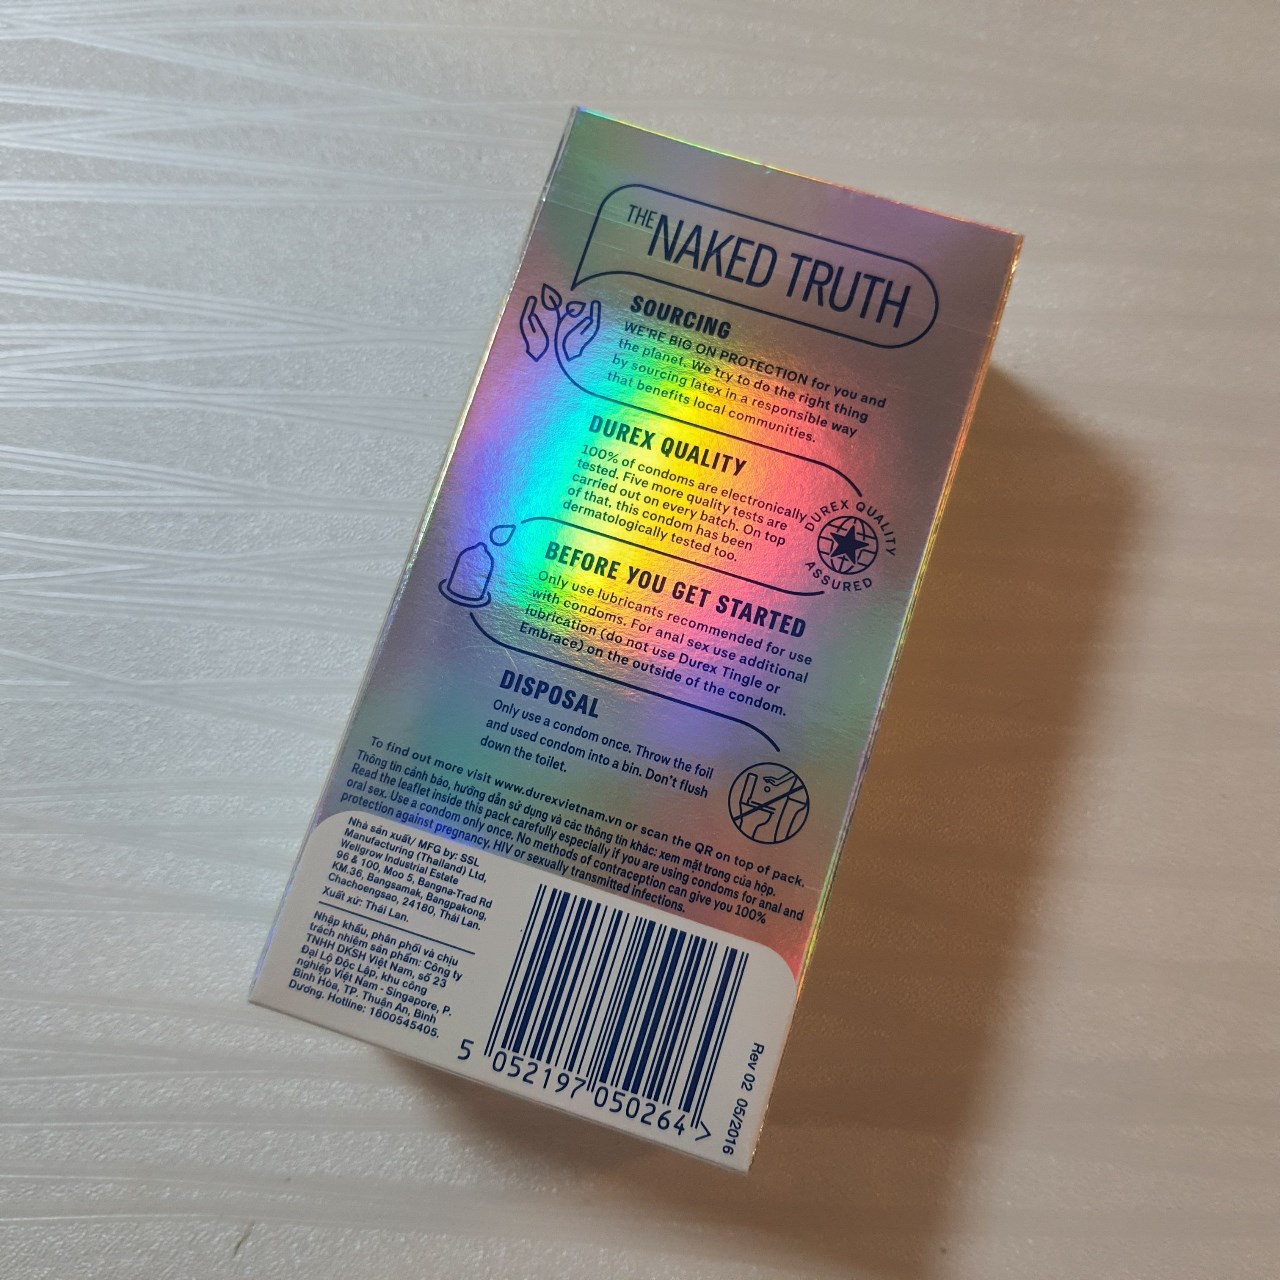 THE NAKED TRUTH
SOURCING
WE'RE BIG ON PROTECTION for you and
the planet. We try to do the right thing
by sourcing latex in a responsible way
that benefits local communities.
DUREX QUALITY
100% of condoms are electronically
tested. Five more quality tests are
carried out on every batch. On top
of that, this condom has been
dermatologically tested too.
DUREX QUALITY
ASSURED
BEFORE YOU GET STARTED
Only use lubricants recommended for use
with condoms. For anal sex use additional
lubrication (do not use Durex Tingle or
Embrace) on the outside of the condom.
DISPOSAL
Only use a condom once. Throw the foil
and used condom into a bin. Don't flush
down the toilet.
To find out more visit www.durexvietnam.vn or scan the QR on top of pack.
Thông tin cảnh báo, hướng dẫn sử dụng và các thông tin khác: xem mặt trong của hộp.
Read the leaflet inside this pack carefully especially if you are using condoms for anal and
oral sex. Use a condom only once. No methods of contraception can give you 100%
protection against pregnancy, HIV or sexually transmitted infections.
Nhà sản xuất/ MFG by: SSL
Manufacturing (Thailand) Ltd,
Wellgrow Industrial Estate
96 & 100, Moo 5, Bangna-Trad Rd
KM.36, Bangsamak, Bangpakong,
Chachoengsao, 24180, Thái Lan.
Xuất xứ: Thái Lan.
Nhập khẩu, phân phối và chịu
trách nhiệm sản phẩm: Công ty
TNHH DKSH Việt Nam, số 23
Đại Lộ Độc Lập, khu công
nghiệp Việt Nam - Singapore, P.
Bình Hòa, TP. Thuận An, Bình
Dương. Hotline: 1800545405.
5 052197 050264 >
Rev 02 05/2016